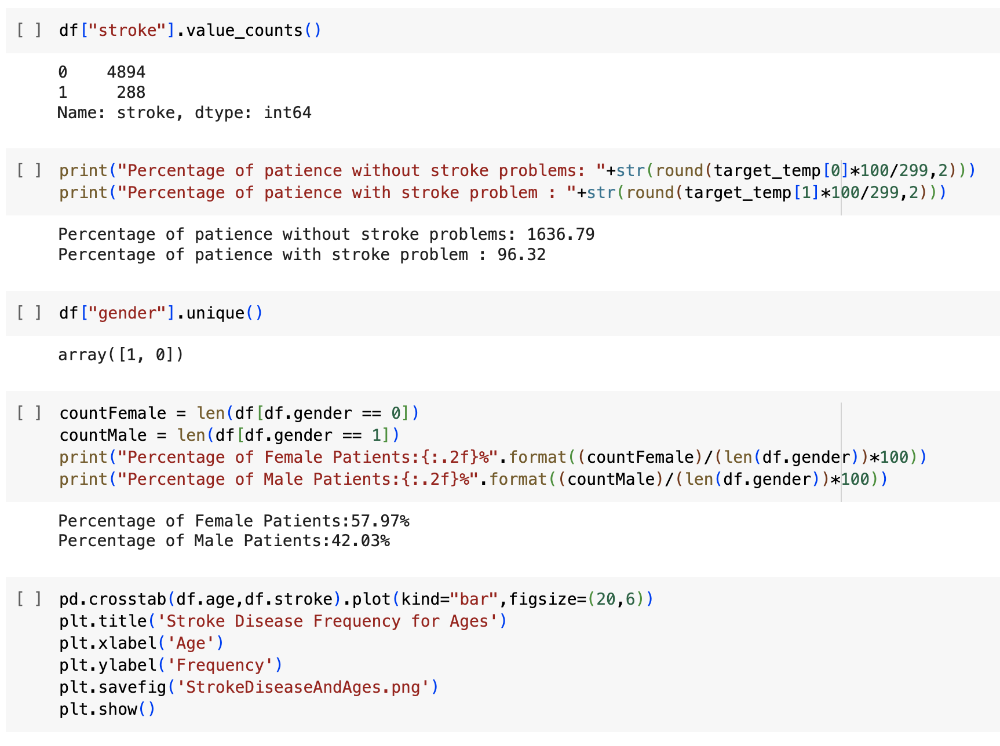 [ ] df["stroke"].value_counts()
0    4894
1     288
Name: stroke, dtype: int64
[ ] print("Percentage of patience without stroke problems: "+str(round(target_temp[0]*100/299,2)))
print("Percentage of patience with stroke problem : "+str(round(target_temp[1]*100/299,2)))
Percentage of patience without stroke problems: 1636.79
Percentage of patience with stroke problem : 96.32
[ ] df["gender"].unique()
array([1, 0])
[ ] countFemale = len(df[df.gender == 0])
countMale = len(df[df.gender == 1])
print("Percentage of Female Patients:{:.2f}%".format((countFemale)/(len(df.gender))*100))
print("Percentage of Male Patients:{:.2f}%".format((countMale)/(len(df.gender))*100))
Percentage of Female Patients:57.97%
Percentage of Male Patients:42.03%
[ ] pd.crosstab(df.age,df.stroke).plot(kind="bar",figsize=(20,6))
plt.title('Stroke Disease Frequency for Ages')
plt.xlabel('Age')
plt.ylabel('Frequency')
plt.savefig('StrokeDiseaseAndAges.png')
plt.show()